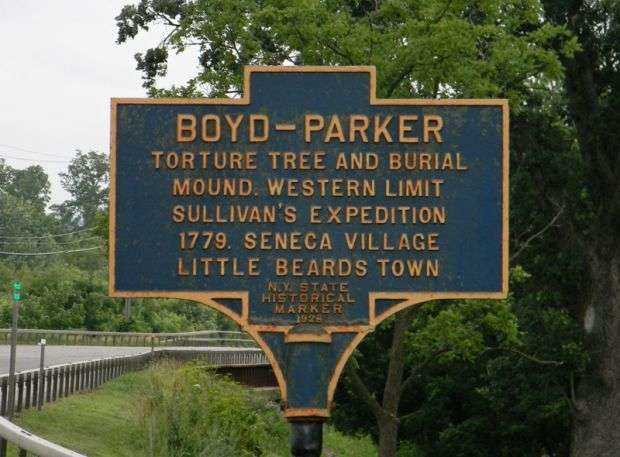 BOYD-PARKER
TORTURE TREE AND BURIAL
MOUND. WESTERN LIMIT
SULLIVAN'S EXPEDITION
1779. SENECA VILLAGE
LITTLE BEARDS TOWN
N.Y. STATE
HISTORICAL
MARKER
1928